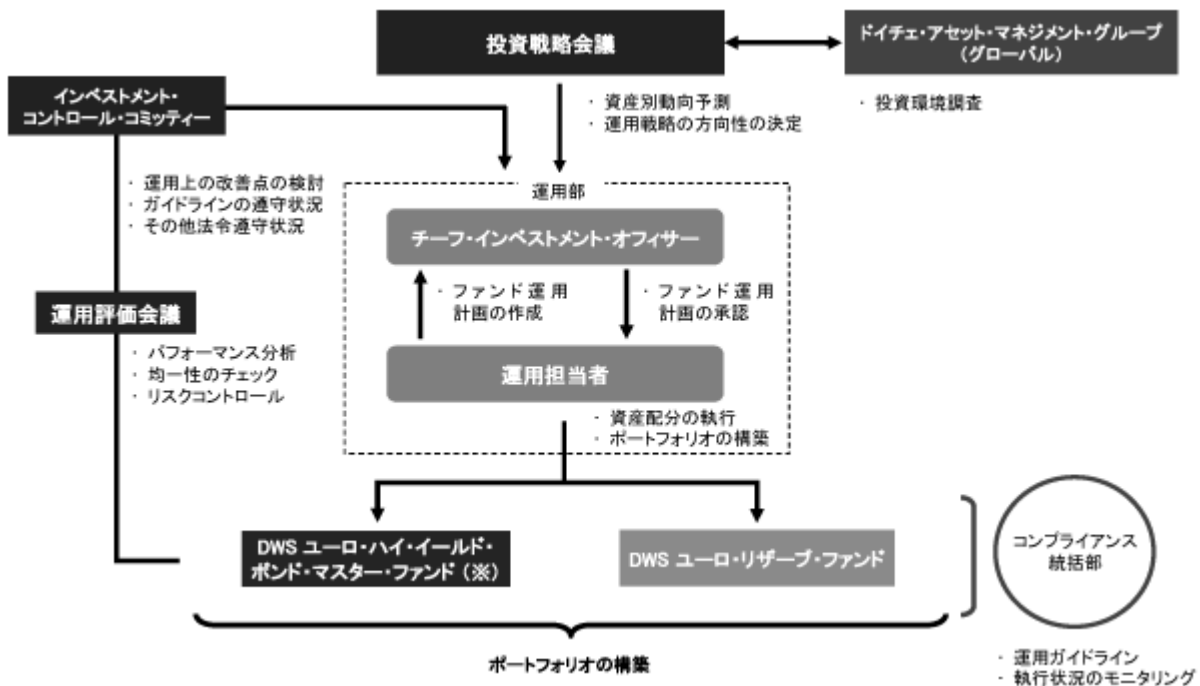 投資戦略会議
ドイチェ・アセット・マネジメント・グループ
(グローバル)
インベストメント・
コントロール・コミッティー
・ 資産別動向予測
・ 運用戦略の方向性の決定
・ 投資環境調査
・ 運用上の改善点の検討
・ ガイドラインの遵守状況
・ その他法令遵守状況
運用部
チーフ・インベストメント・オフィサー
・ ファンド運用
計画の作成
・ ファンド運用
計画の承認
運用評価会議
・ パフォーマンス分析
・ 均一性のチェック
・ リスクコントロール
運用担当者
・ 資産配分の執行
・ ポートフォリオの構築
DWS ユーロ・ハイ・イールド・
ボンド・マスター・ファンド (※)
DWS ユーロ・リザーブ・ファンド
コンプライアンス
統括部
ポートフォリオの構築
・ 運用ガイドライン
・ 執行状況のモニタリング